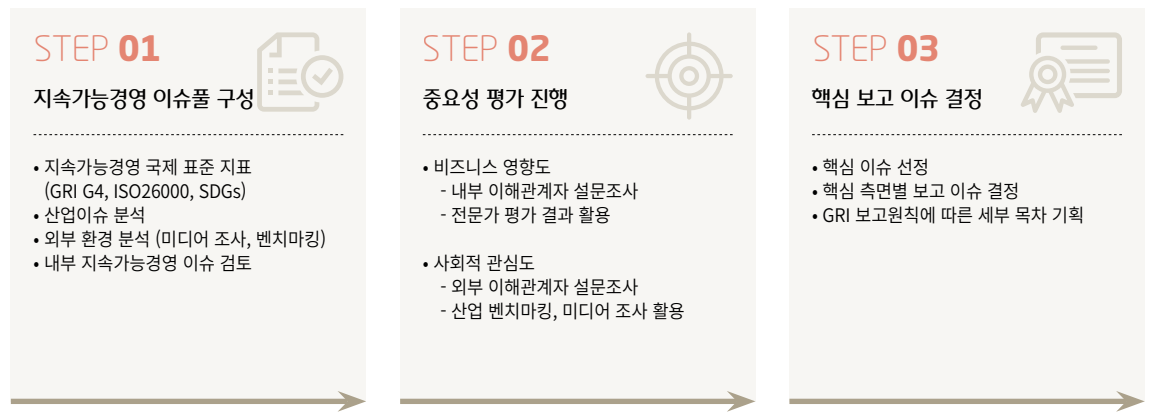 STEP 01
지속가능경영 이슈풀 구성
• 지속가능경영 국제 표준 지표
(GRI G4, ISO26000, SDGs)
• 산업이슈 분석
• 외부 환경 분석 (미디어 조사, 벤치마킹)
• 내부 지속가능경영 이슈 검토
STEP 02
중요성 평가 진행
• 비즈니스 영향도
- 내부 이해관계자 설문조사
- 전문가 평가 결과 활용
• 사회적 관심도
- 외부 이해관계자 설문조사
- 산업 벤치마킹, 미디어 조사 활용
STEP 03
핵심 보고 이슈 결정
• 핵심 이슈 선정
• 핵심 측면별 보고 이슈 결정
• GRI 보고원칙에 따른 세부 목차 기획